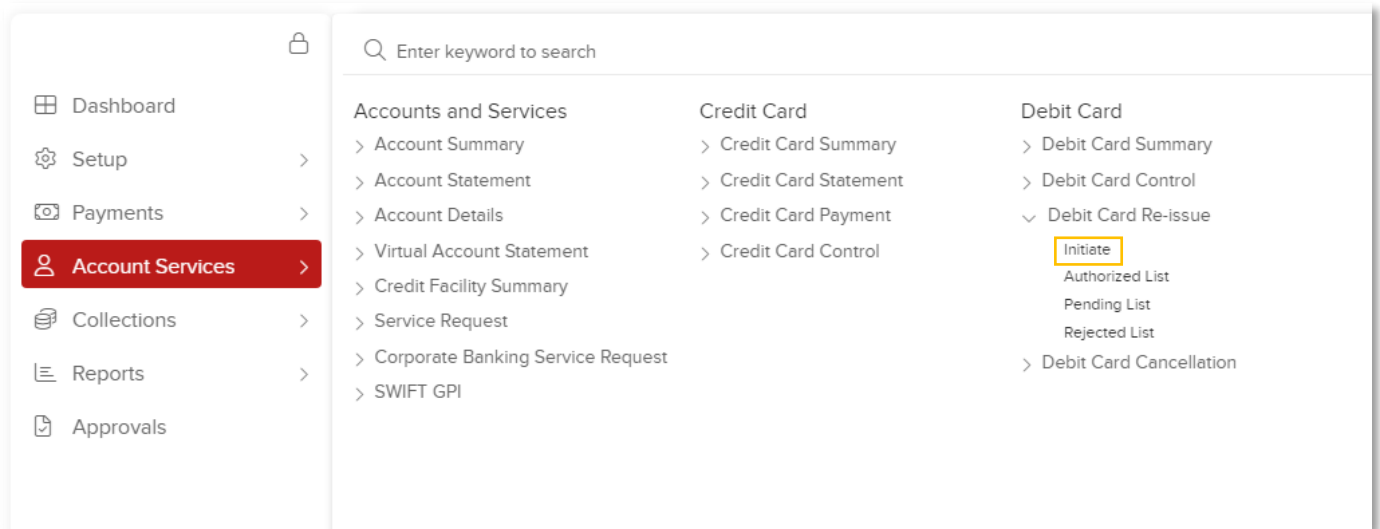 Enter keyword to search
Dashboard
Setup
Payments
Account Services
Collections
Reports
Approvals
Accounts and Services
Account Summary
Account Statement
Account Details
Virtual Account Statement
Credit Facility Summary
Service Request
Corporate Banking Service Request
SWIFT GPI
Credit Card
Credit Card Summary
Credit Card Statement
Credit Card Payment
Credit Card Control
Debit Card
Debit Card Summary
Debit Card Control
Debit Card Re-issue
Initiate
Authorized List
Pending List
Rejected List
Debit Card Cancellation